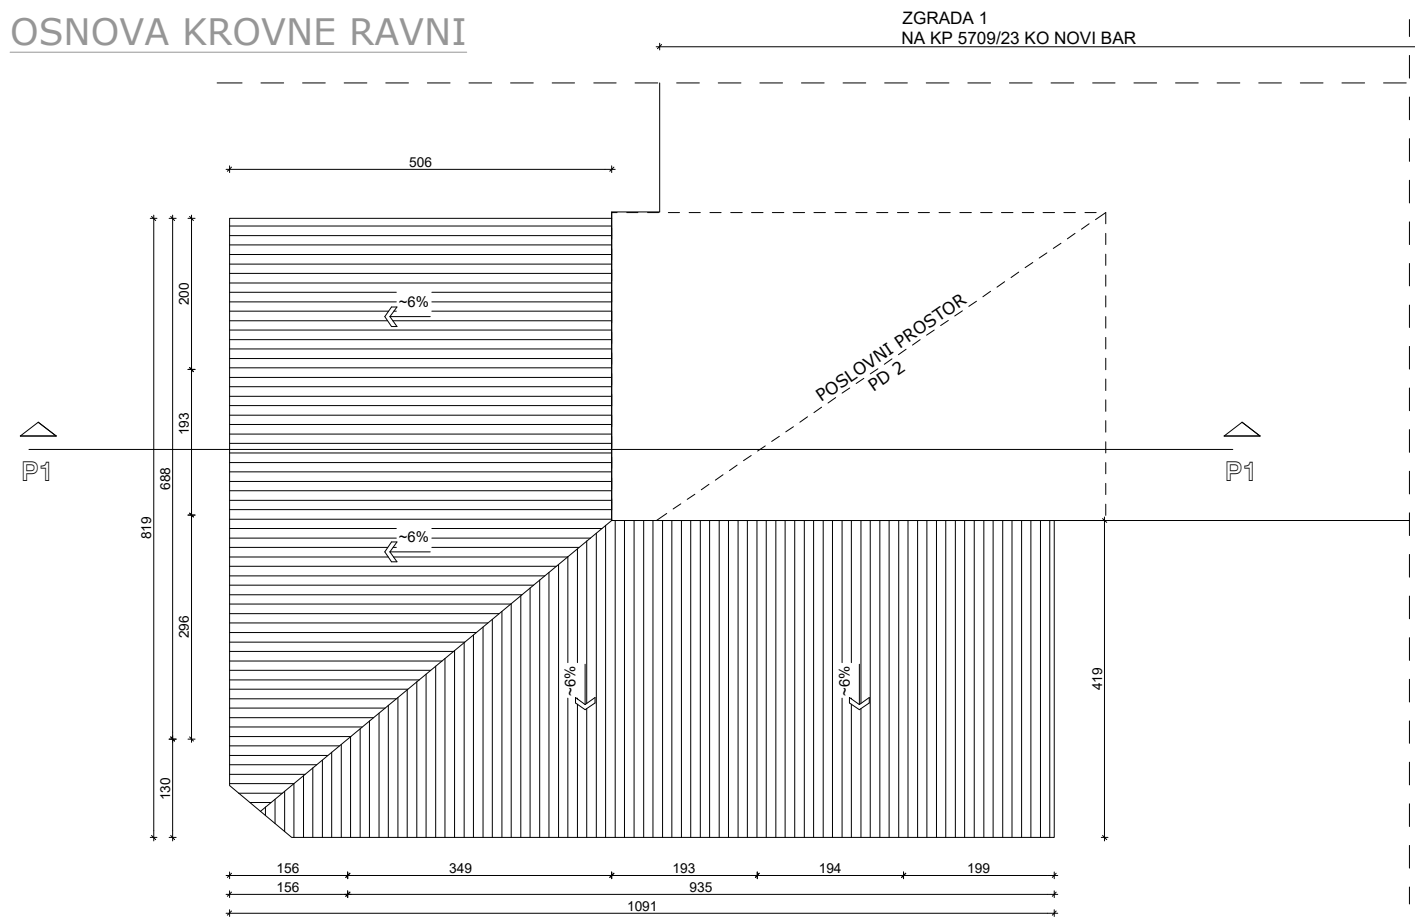 OSNOVA KROVNE RAVNI
ZGRADA 1
NA KP 5709/23 KO NOVI BAR
506
200
193
296
688
130
819
~6%
~6%
POSLOVNI PROSTOR
PD 2
P1
P1
~6%
~6%
419
156
349
193
194
199
156
935
1091